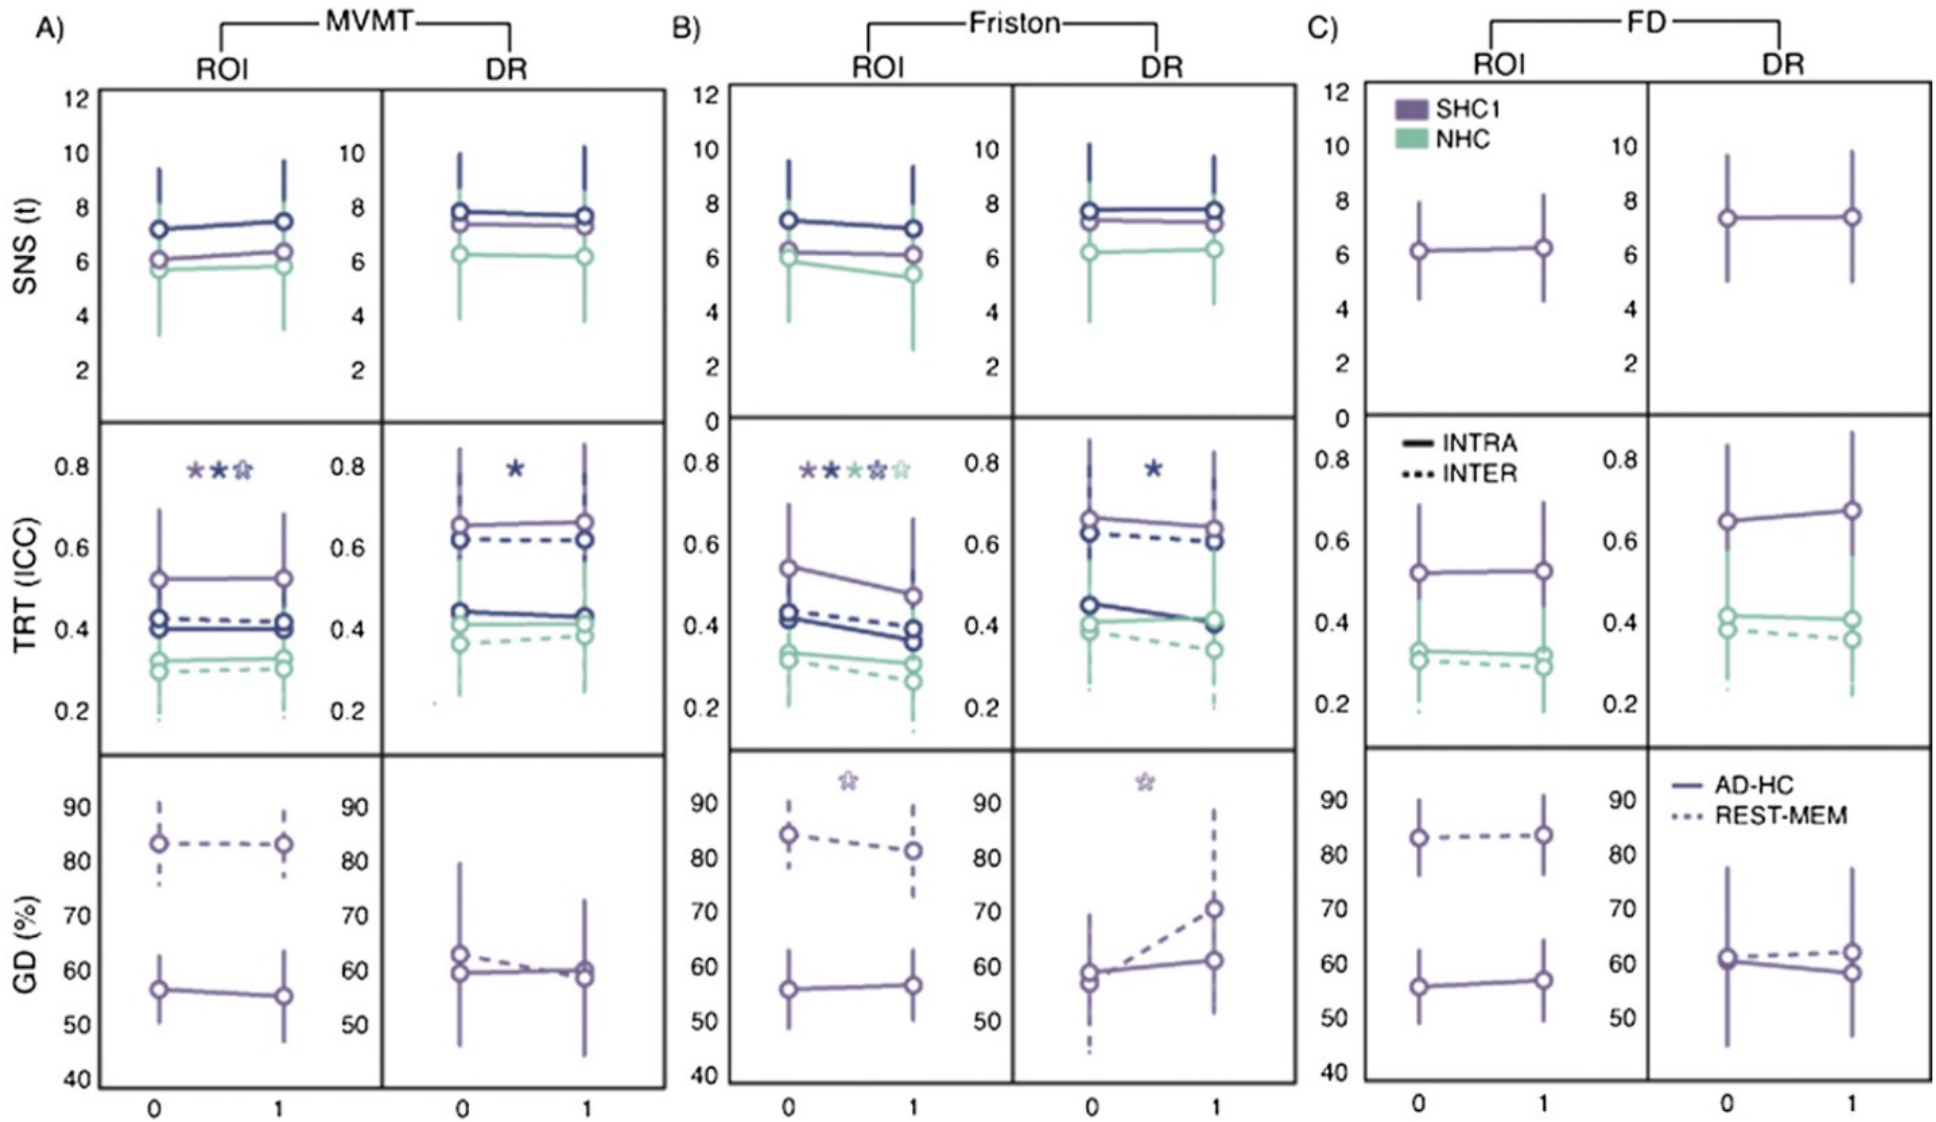 A) MVMT B) Friston C) FD
ROI DR ROI DR ROI DR
SNS (t)
12 12 12
10 10 10 10 10 10
8 8 8 8 8 8
6 6 6 6 6 6
4 4 4 4 4 4
2 2 2 2 2 2
0 0
SHC1
NHC
TRT (ICC)
0.8 0.8 0.8 0.8 0.8 0.8
0.6 0.6 0.6 0.6 0.6 0.6
0.4 0.4 0.4 0.4 0.4 0.4
0.2 0.2 0.2 0.2 0.2 0.2
INTRA
INTER
GD (%)
90 90 90 90 90 90
80 80 80 80 80 80
70 70 70 70 70
60 60 60 60 60 60
50 50 50 50 50 50
40 40 40
AD-HC
REST-MEM
0 1 0 1 0 1 0 1 0 1 0 1